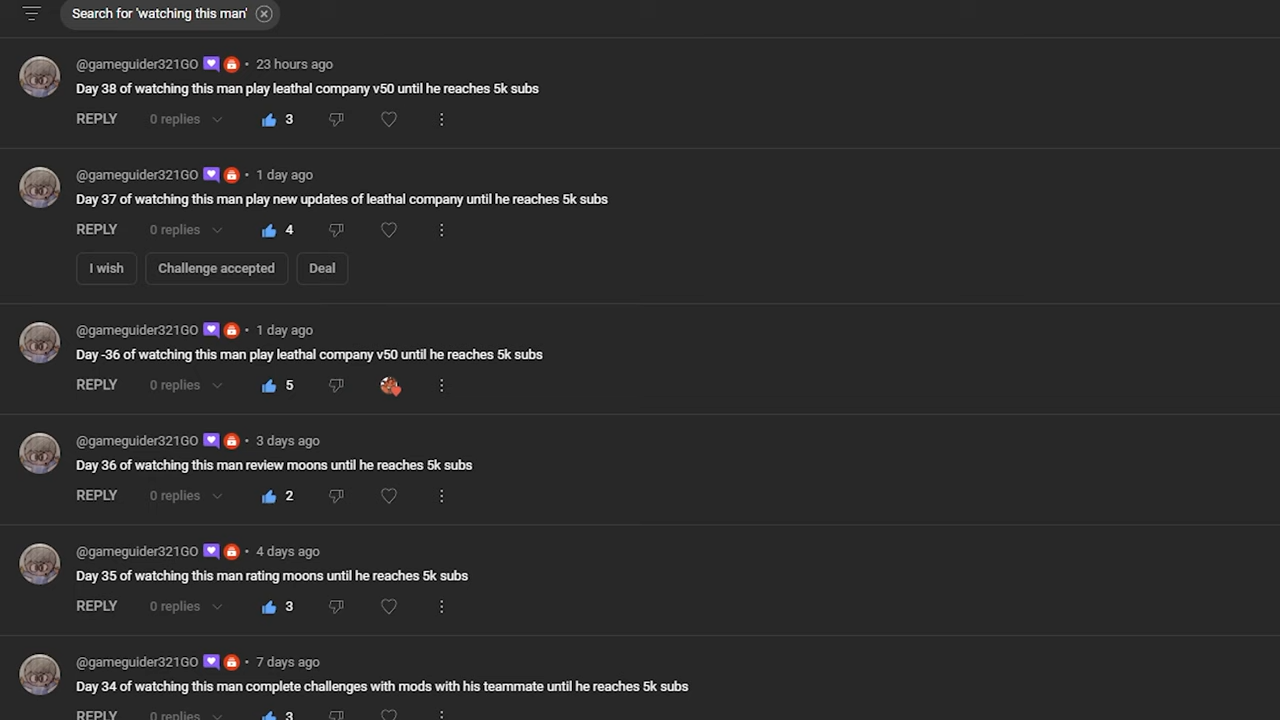 Search for 'watching this man'
@gameguider321GO • 23 hours ago
Day 38 of watching this man play leathal company v50 until he reaches 5k subs
REPLY 0 replies 3
@gameguider321GO • 1 day ago
Day 37 of watching this man play new updates of leathal company until he reaches 5k subs
REPLY 0 replies 4
I wish Challenge accepted Deal
@gameguider321GO • 1 day ago
Day -36 of watching this man play leathal company v50 until he reaches 5k subs
REPLY 0 replies 5
@gameguider321GO • 3 days ago
Day 36 of watching this man review moons until he reaches 5k subs
REPLY 0 replies 2
@gameguider321GO • 4 days ago
Day 35 of watching this man rating moons until he reaches 5k subs
REPLY 0 replies 3
@gameguider321GO • 7 days ago
Day 34 of watching this man complete challenges with mods with his teammate until he reaches 5k subs
REPLY 0 replies 3